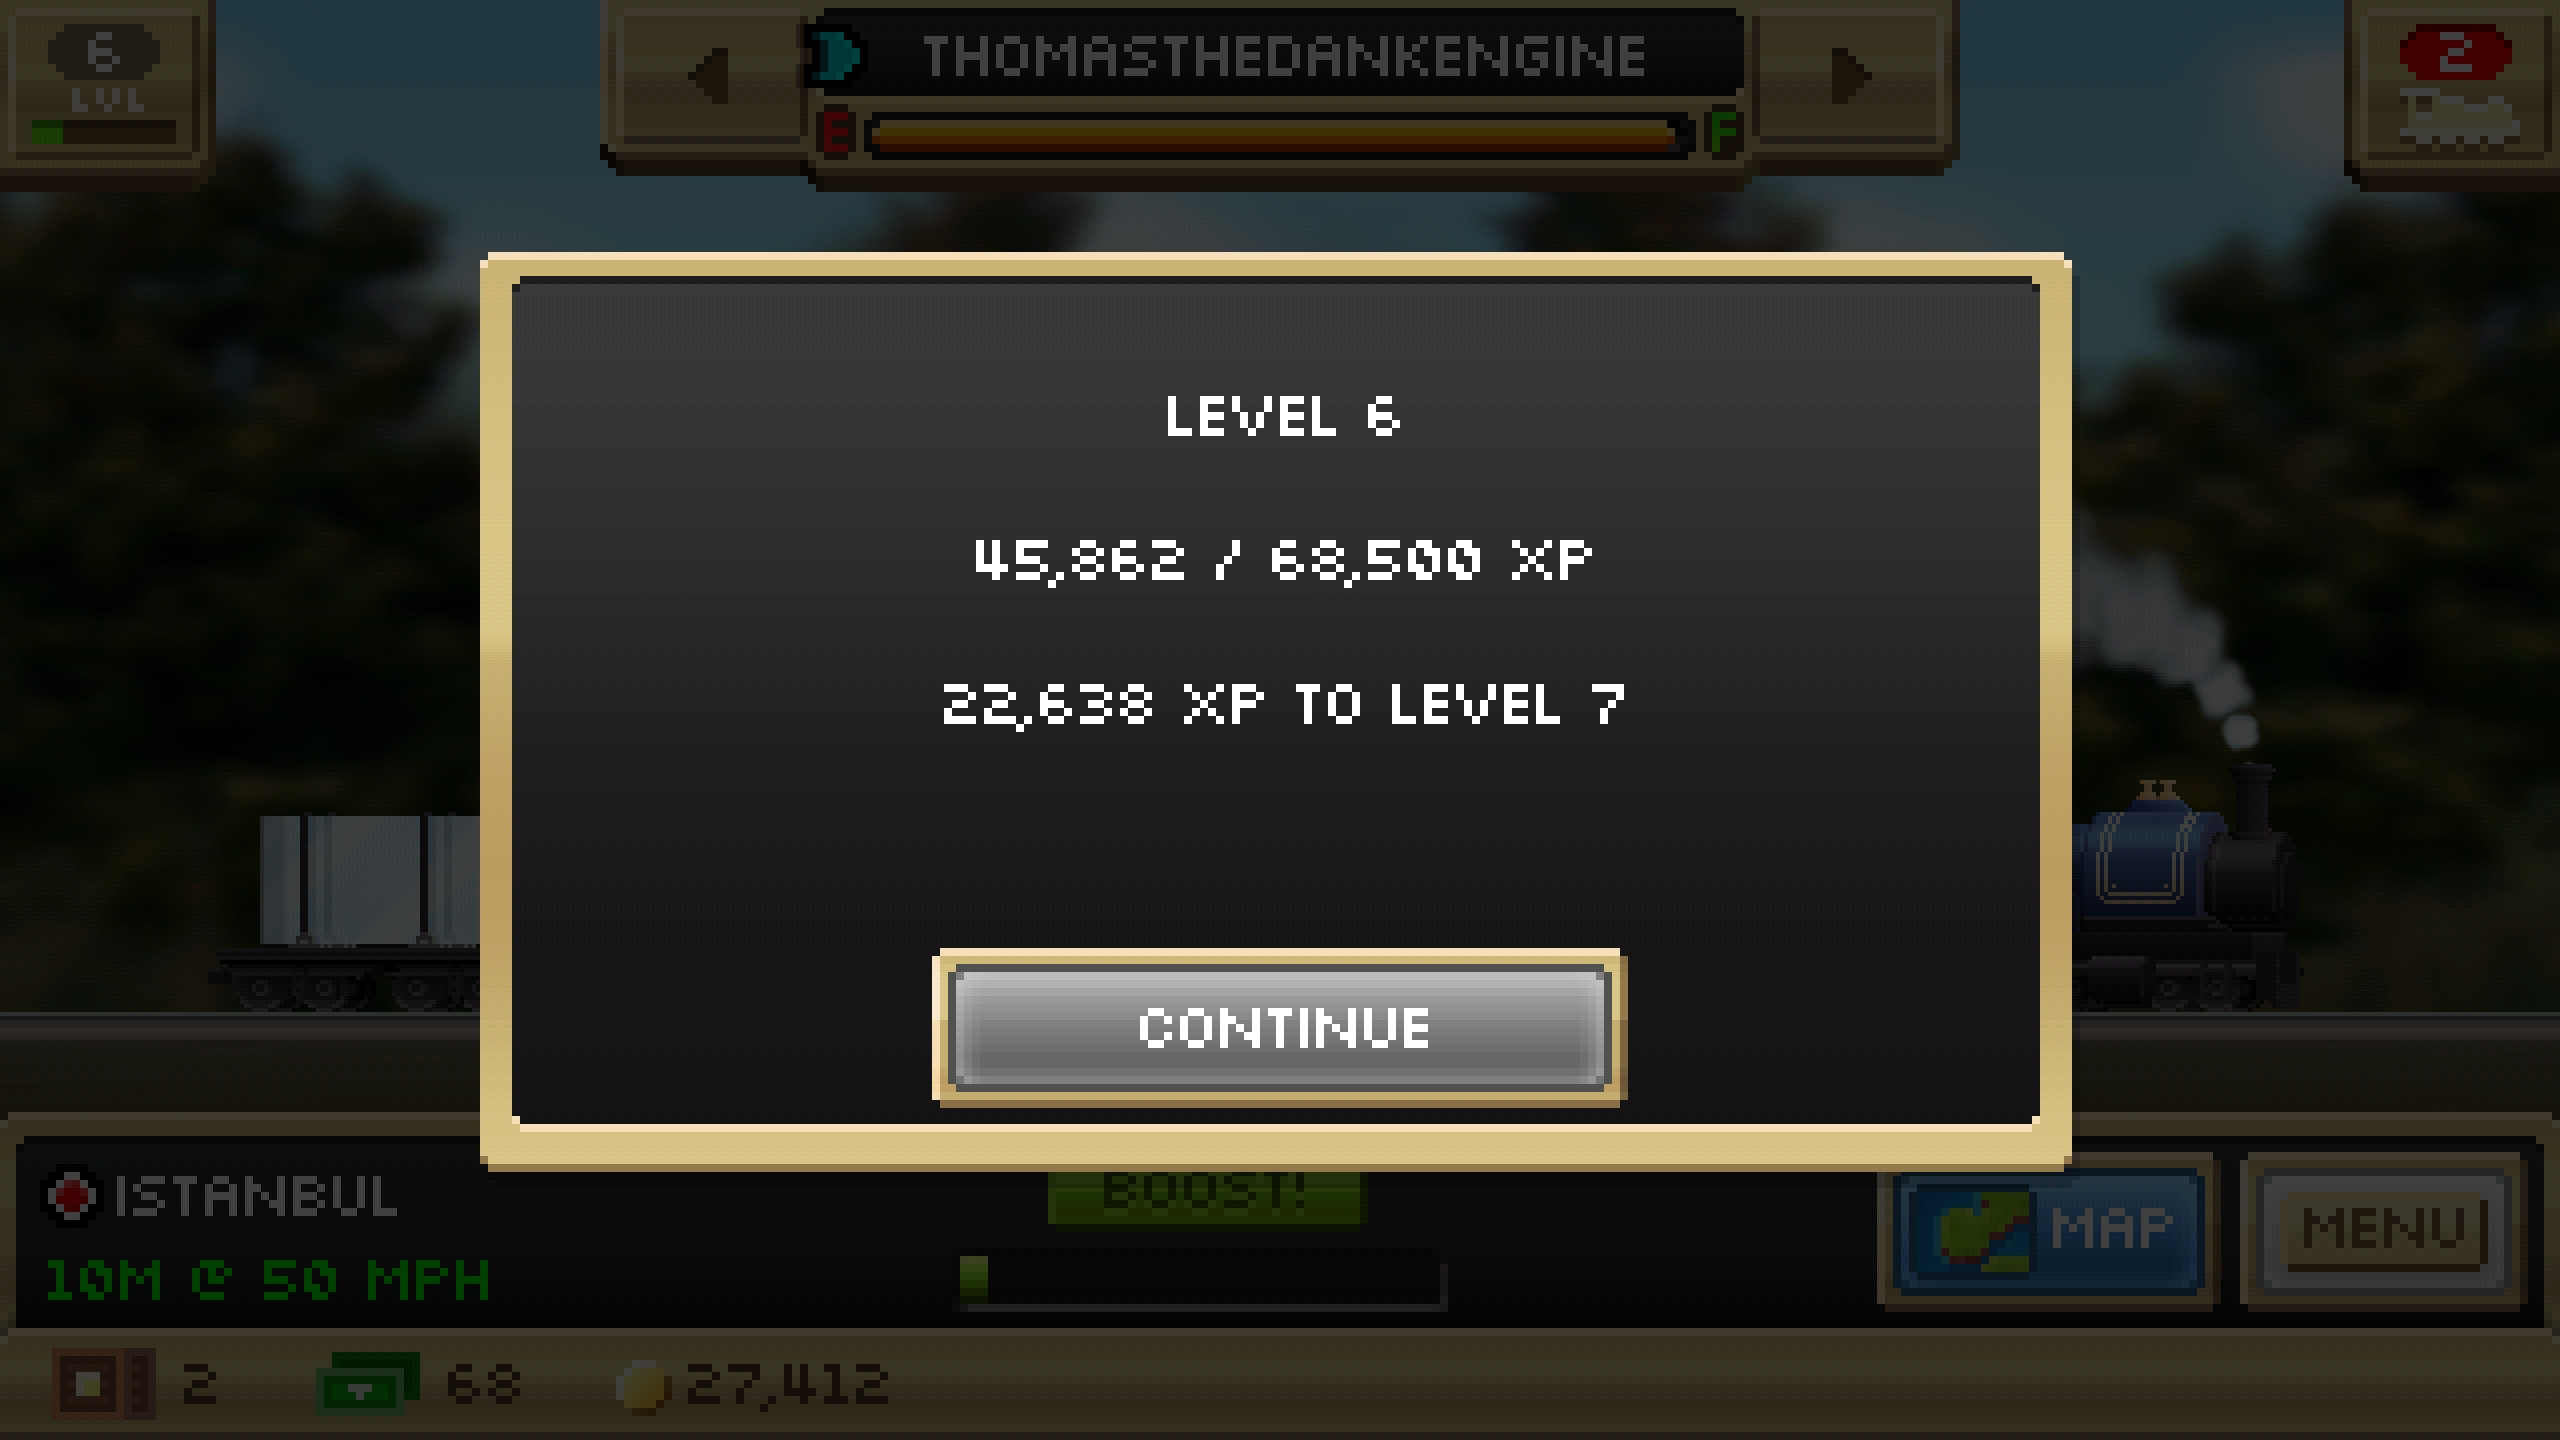 6
LVL
THOMASTHEDANKENGINE
E
F
2
LEVEL 6
45,862 / 68,500 XP
22,638 XP TO LEVEL 7
CONTINUE
ISTANBUL
10M @ 50 MPH
BOOST!
MAP
MENU
2
68
27,412